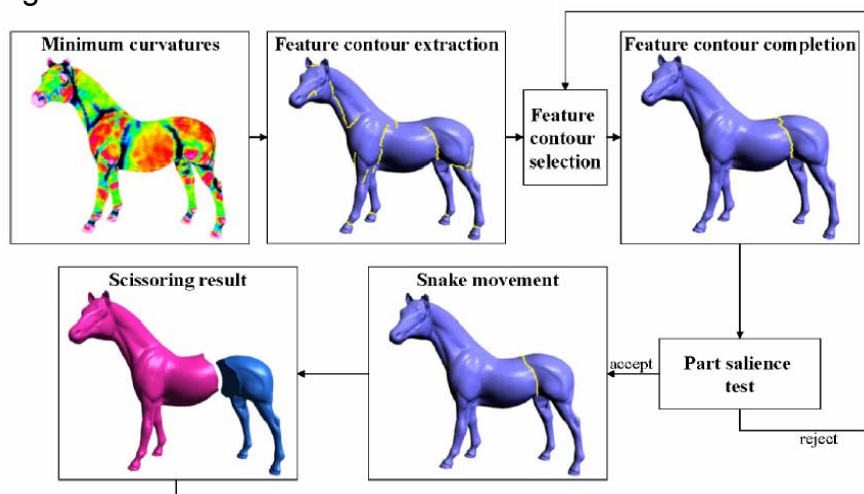 Minimum curvatures
Feature contour extraction
Feature
contour
selection
Feature contour completion
Scissoring result
Snake movement
accept
Part salience
test
reject